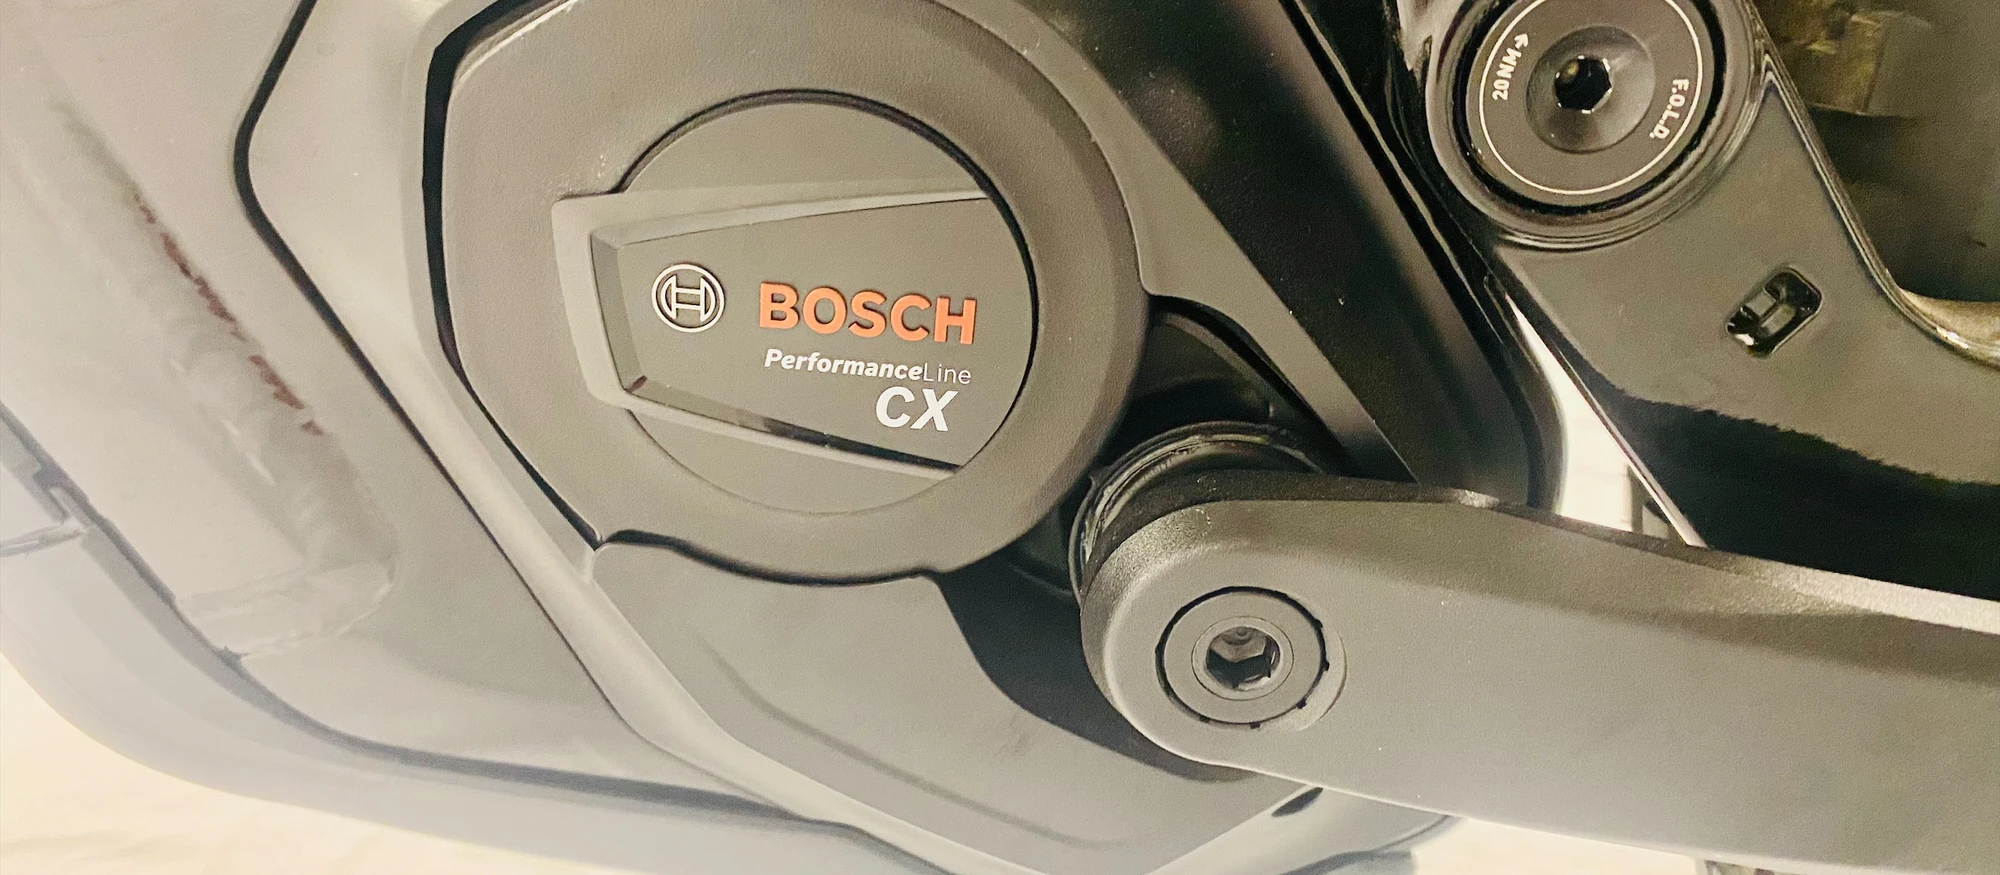 BOSCH
PerformanceLine
CX
20NM
F.O.L.D.